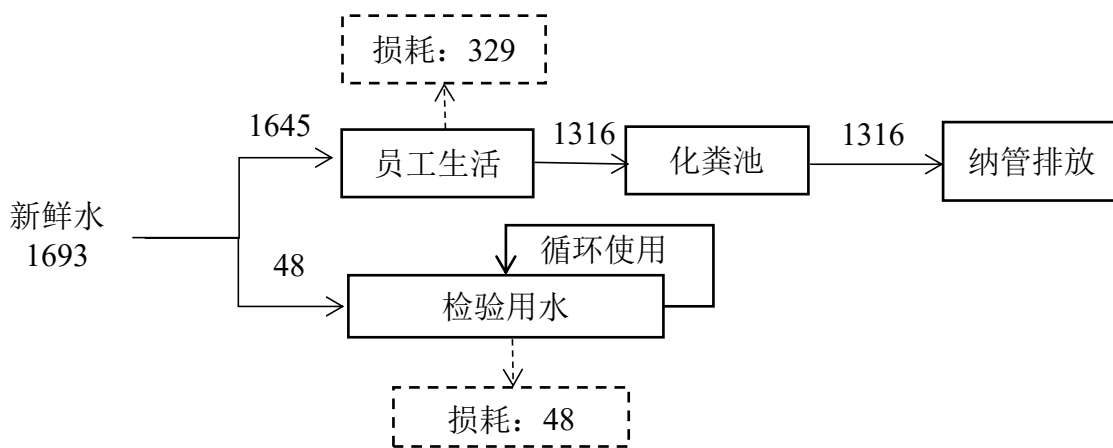 损耗：329
1645
员工生活
1316
化粪池
1316
纳管排放
新鲜水
1693
48
循环使用
检验用水
损耗：48